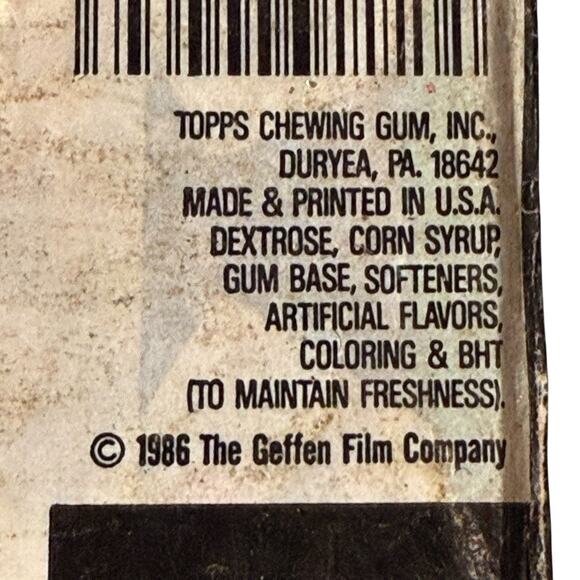 TOPPS CHEWING GUM, INC.,
DURYEA, PA. 18642
MADE & PRINTED IN U.S.A.
DEXTROSE, CORN SYRUP,
GUM BASE, SOFTENERS,
ARTIFICIAL FLAVORS,
COLORING & BHT
(TO MAINTAIN FRESHNESS).
© 1986 The Geffen Film Company